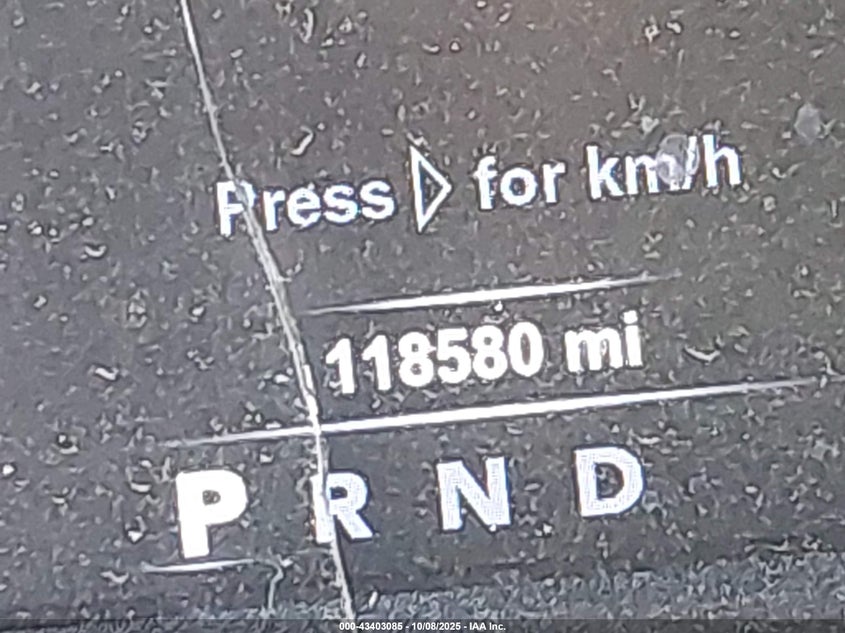 Press ▷ for km/h
118580 mi
P R N D
000-43403085 - 10/08/2025 - IAA Inc.